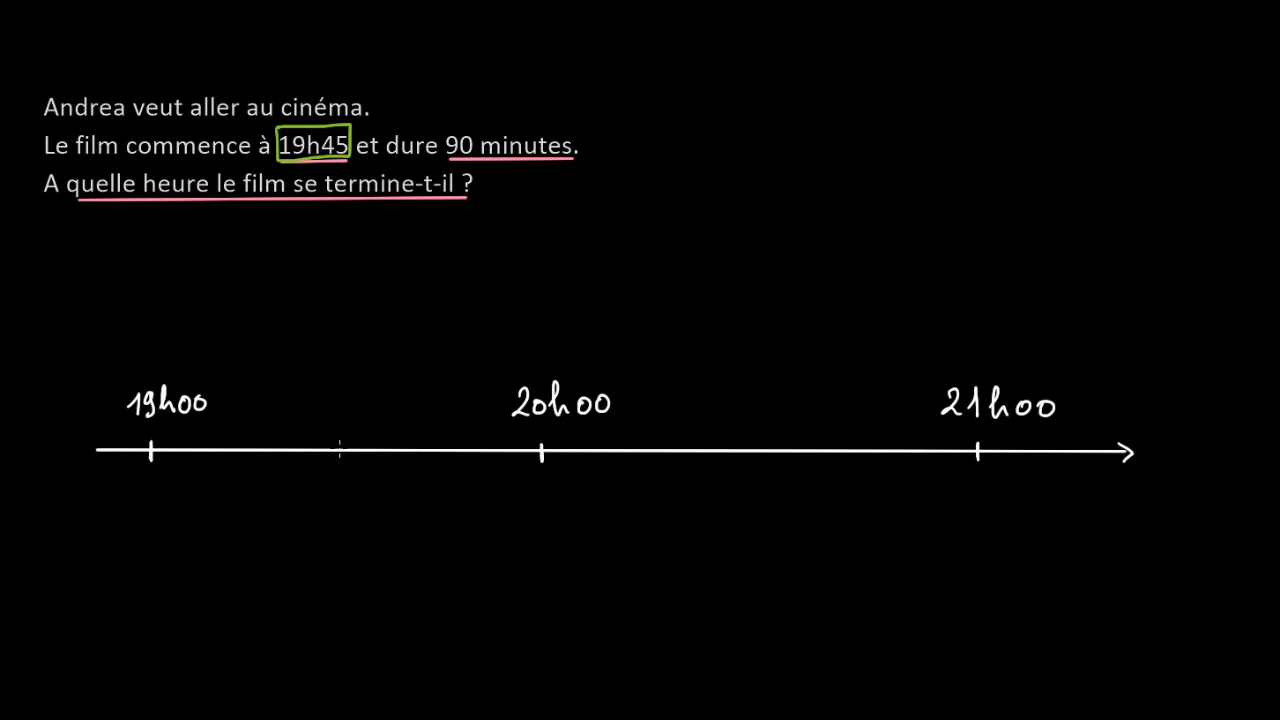 Andrea veut aller au cinéma.
Le film commence à 19h45 et dure 90 minutes.
A quelle heure le film se termine-t-il ?
19h00 20h00 21h00